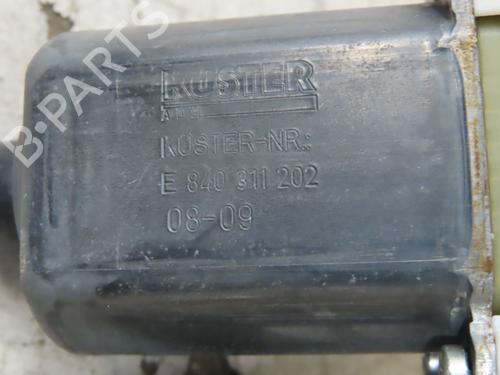 KÜSTER
KÜSTER-NR.:
E 840 311 202
08-09
B-PARTS